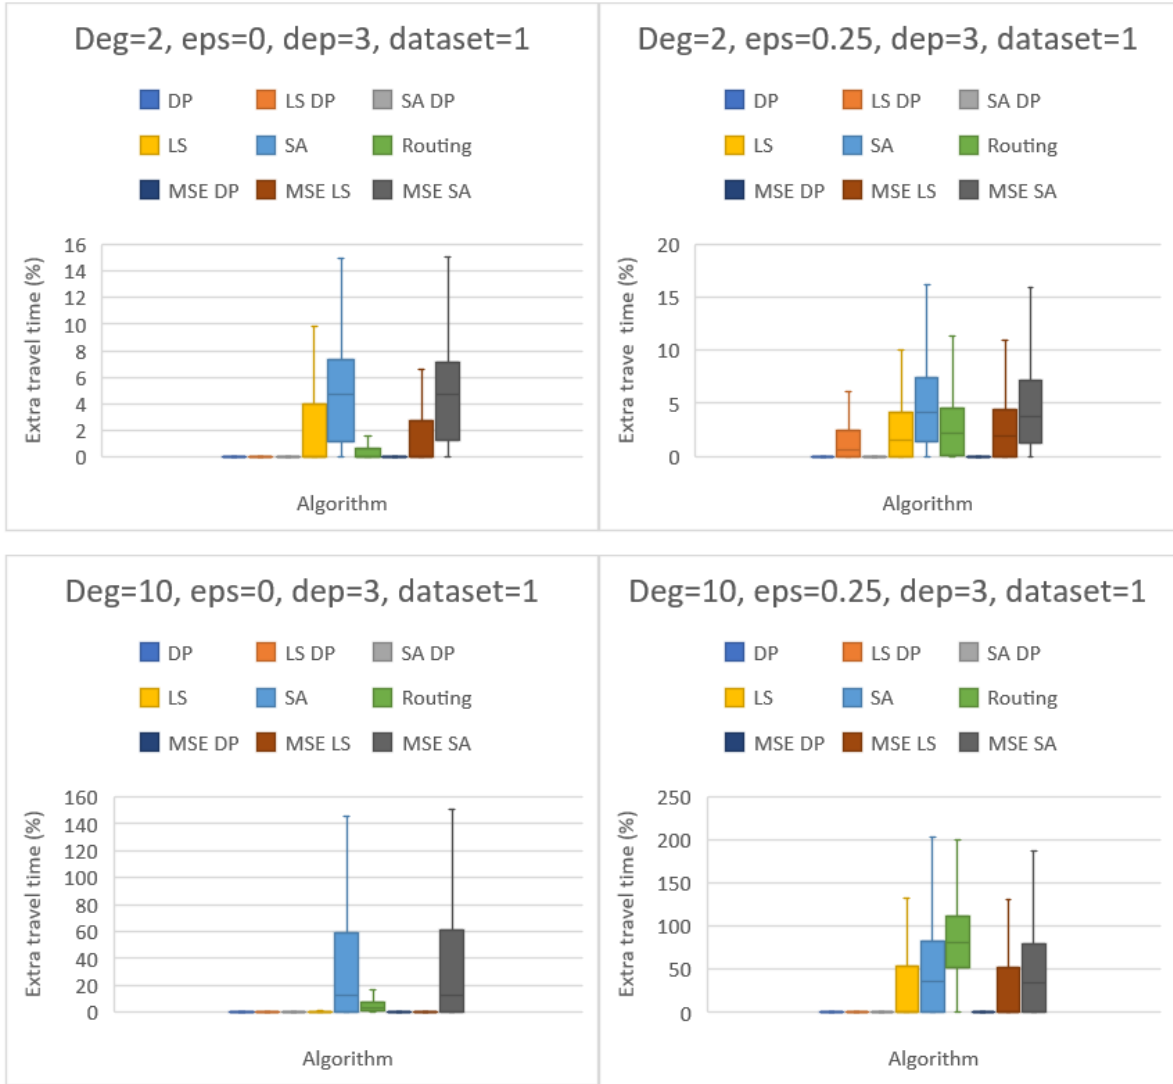 Deg=2, eps=0, dep=3, dataset=1
DP LS DP SA DP
LS SA Routing
MSE DP MSE LS MSE SA
Extra travel time (%)
16
14
12
10
8
6
4
2
0
Algorithm
Deg=2, eps=0.25, dep=3, dataset=1
DP LS DP SA DP
LS SA Routing
MSE DP MSE LS MSE SA
Extra trave time (%)
20
15
10
5
0
Algorithm
Deg=10, eps=0, dep=3, dataset=1
DP LS DP SA DP
LS SA Routing
MSE DP MSE LS MSE SA
Extra travel time (%)
160
140
120
100
80
60
40
20
0
Algorithm
Deg=10, eps=0.25, dep=3, dataset=1
DP LS DP SA DP
LS SA Routing
MSE DP MSE LS MSE SA
Extra travel time (%)
250
200
150
100
50
0
Algorithm